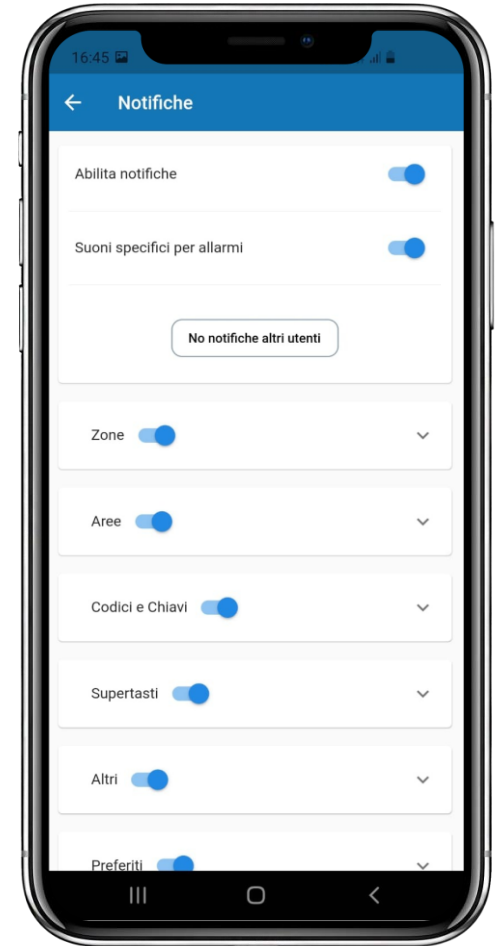 16:45
Notifiche
Abilita notifiche
Suoni specifici per allarmi
No notifiche altri utenti
Zone
Aree
Codici e Chiavi
Supertasti
Altri
Preferiti